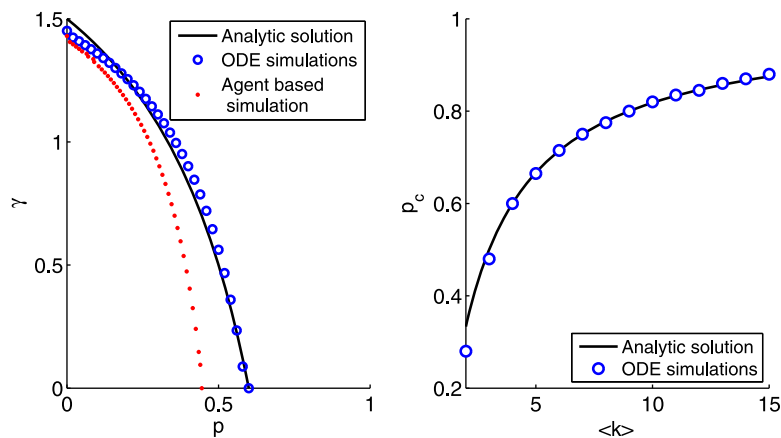 1.5
1
0.5
0
γ
0
0.5
1
p
Analytic solution
ODE simulations
Agent based
simulation
1
0.8
0.6
0.4
0.2
p_c
5
10
15
<k>
Analytic solution
ODE simulations